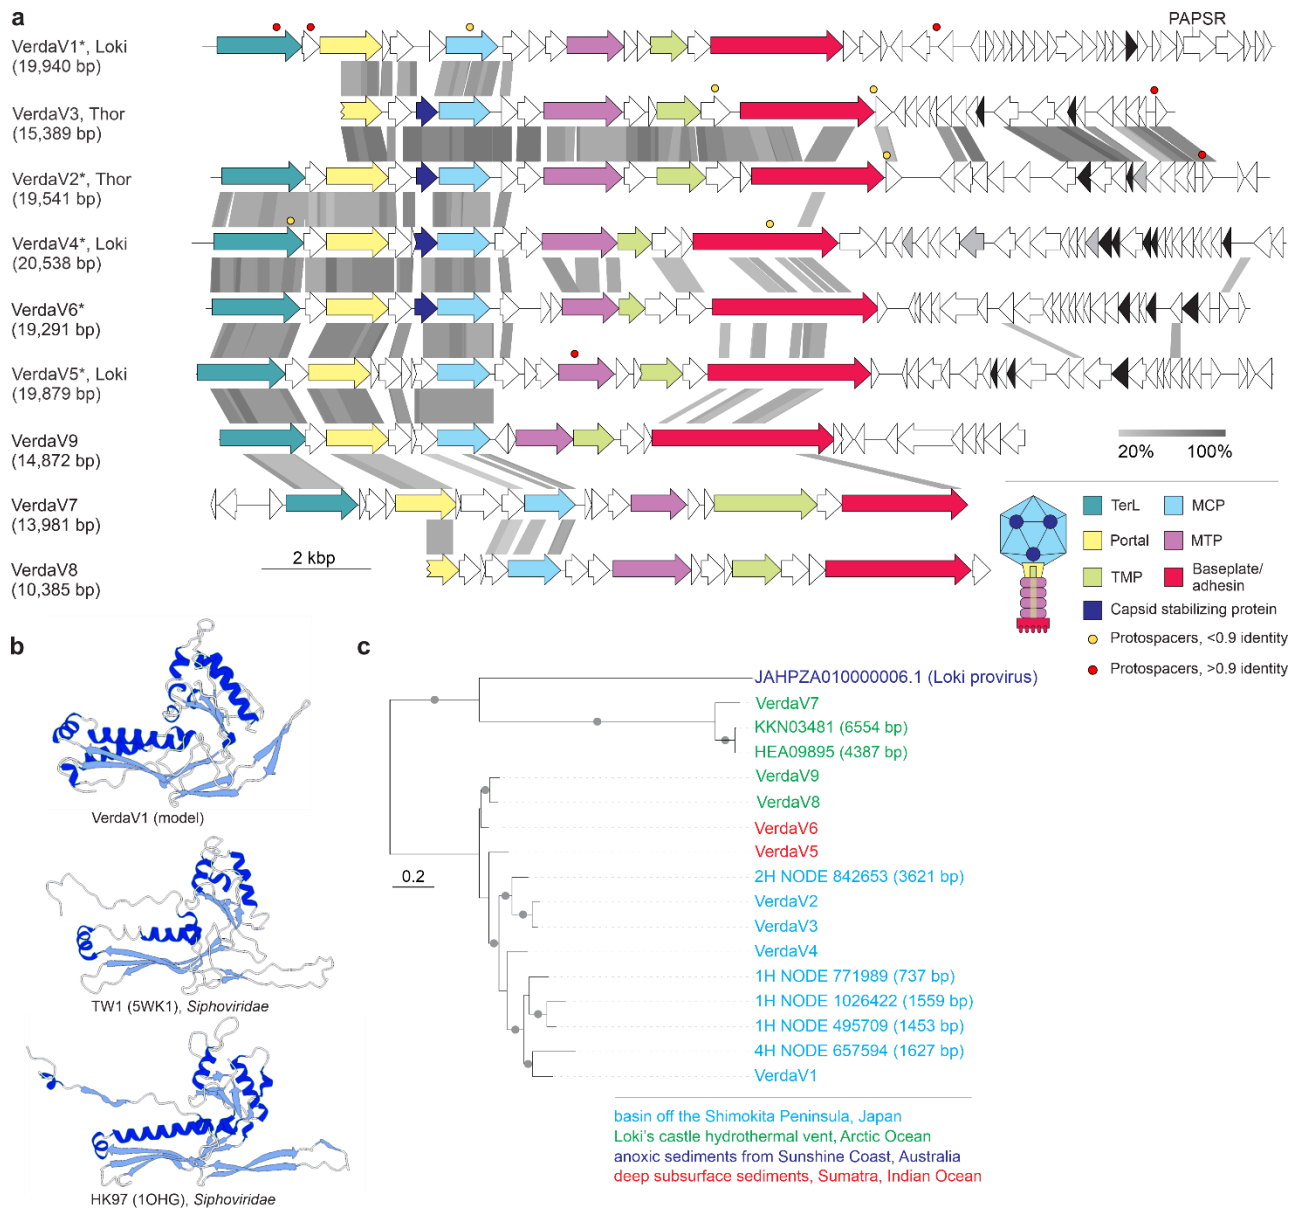 a
PAPSR
VerdaV1*, Loki
(19,940 bp)
VerdaV3, Thor
(15,389 bp)
VerdaV2*, Thor
(19,541 bp)
VerdaV4*, Loki
(20,538 bp)
VerdaV6*
(19,291 bp)
VerdaV5*, Loki
(19,879 bp)
VerdaV9
(14,872 bp)
VerdaV7
(13,981 bp)
VerdaV8
(10,385 bp)
2 kbp
20% 100%
TerL MCP
Portal MTP
TMP Baseplate/
adhesin
Capsid stabilizing protein
Protospacers, <0.9 identity
Protospacers, >0.9 identity
b
VerdaV1 (model)
TW1 (5WK1), Siphoviridae
HK97 (1OHG), Siphoviridae
c
JAHPZA010000006.1 (Loki provirus)
VerdaV7
KKN03481 (6554 bp)
HEA09895 (4387 bp)
VerdaV9
VerdaV8
VerdaV6
VerdaV5
2H NODE 842653 (3621 bp)
VerdaV2
VerdaV3
VerdaV4
1H NODE 771989 (737 bp)
1H NODE 1026422 (1559 bp)
1H NODE 495709 (1453 bp)
4H NODE 657594 (1627 bp)
VerdaV1
0.2
basin off the Shimokita Peninsula, Japan
Loki's castle hydrothermal vent, Arctic Ocean
anoxic sediments from Sunshine Coast, Australia
deep subsurface sediments, Sumatra, Indian Ocean